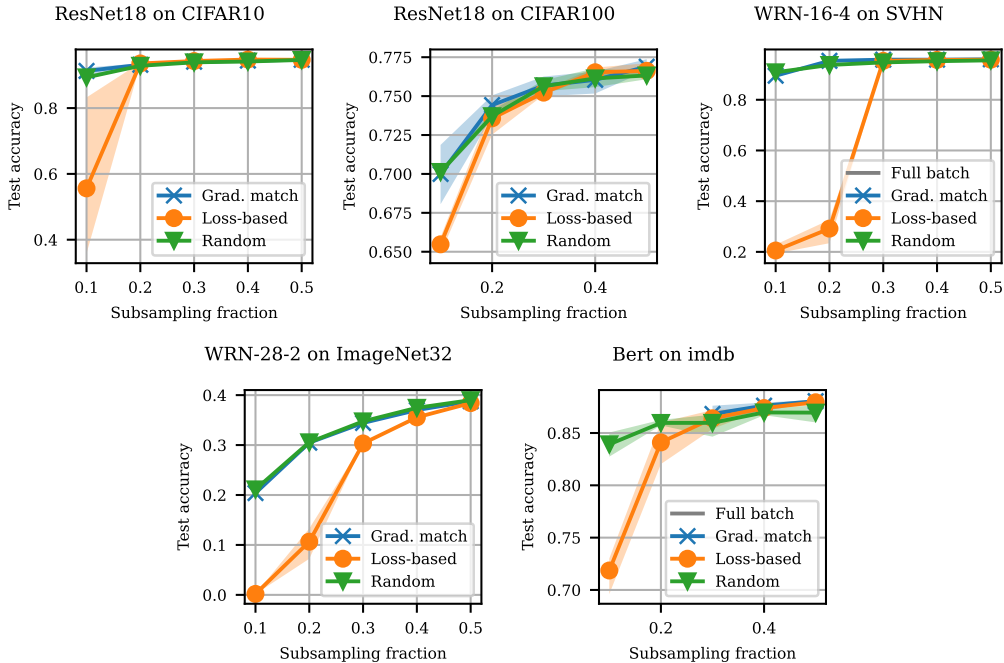 ResNet18 on CIFAR10
Test accuracy
0.8
0.6
0.4
Grad. match
Loss-based
Random
0.1 0.2 0.3 0.4 0.5
Subsampling fraction
ResNet18 on CIFAR100
Test accuracy
0.775
0.750
0.725
0.700
0.675
0.650
Grad. match
Loss-based
Random
0.2 0.4
Subsampling fraction
WRN-16-4 on SVHN
Test accuracy
0.8
0.6
0.4
0.2
Full batch
Grad. match
Loss-based
Random
0.1 0.2 0.3 0.4 0.5
Subsampling fraction
WRN-28-2 on ImageNet32
Test accuracy
0.4
0.3
0.2
0.1
0.0
Grad. match
Loss-based
Random
0.1 0.2 0.3 0.4 0.5
Subsampling fraction
Bert on imdb
Test accuracy
0.85
0.80
0.75
0.70
Full batch
Grad. match
Loss-based
Random
0.2 0.4
Subsampling fraction